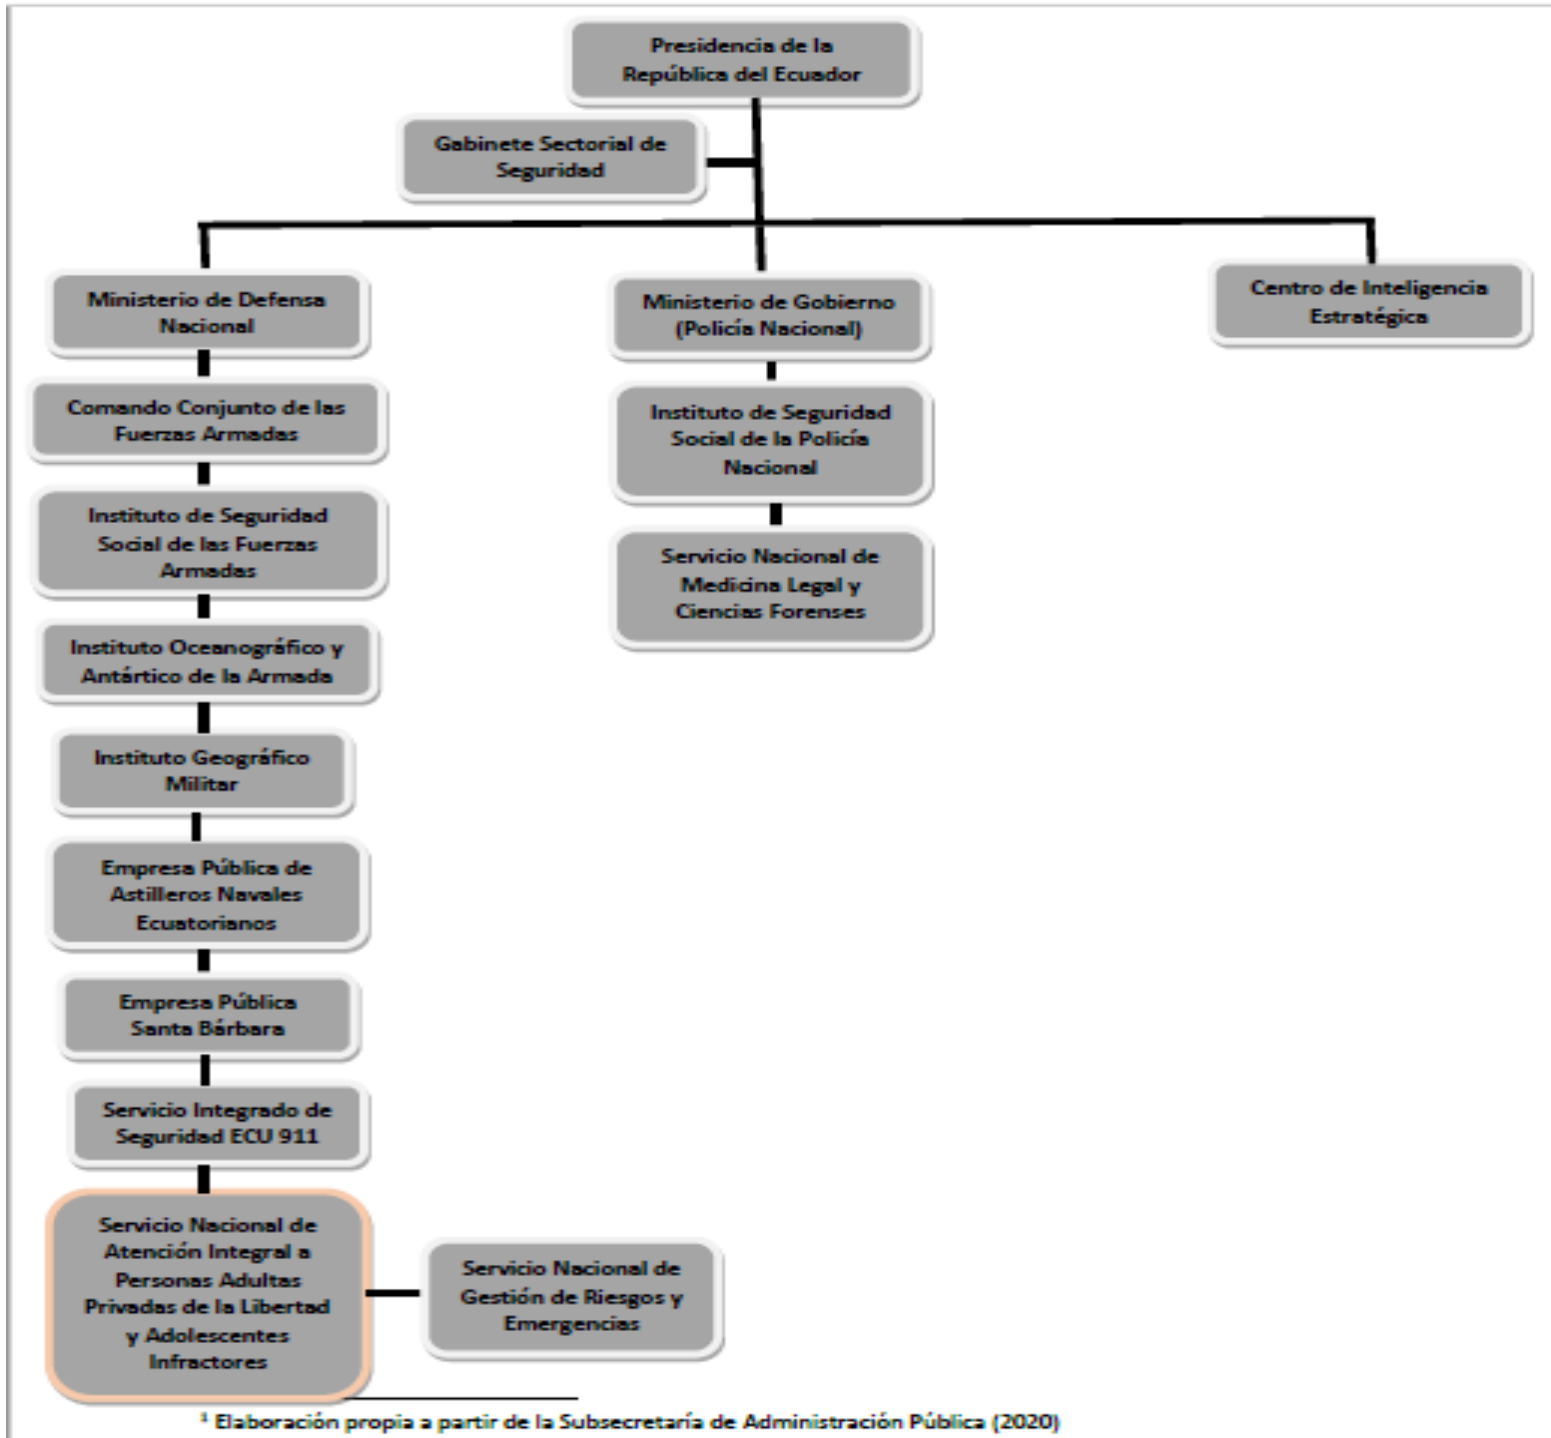 Presidencia de la
República del Ecuador
Gabinete Sectorial de
Seguridad
Ministerio de Defensa
Nacional
Comando Conjunto de las
Fuerzas Armadas
Instituto de Seguridad
Social de las Fuerzas
Armadas
Instituto Oceanográfico y
Antártico de la Armada
Instituto Geográfico
Militar
Empresa Pública de
Astilleros Navales
Ecuatorianos
Empresa Pública
Santa Bárbara
Servicio Integrado de
Seguridad ECU 911
Servicio Nacional de
Atención Integral a
Personas Adultas
Privadas de la Libertad
y Adolescentes
Infractores
Servicio Nacional de
Gestión de Riesgos y
Emergencias
Ministerio de Gobierno
(Policía Nacional)
Instituto de Seguridad
Social de la Policía
Nacional
Servicio Nacional de
Medicina Legal y
Ciencias Forenses
Centro de Inteligencia
Estratégica
¹ Elaboración propia a partir de la Subsecretaría de Administración Pública (2020)